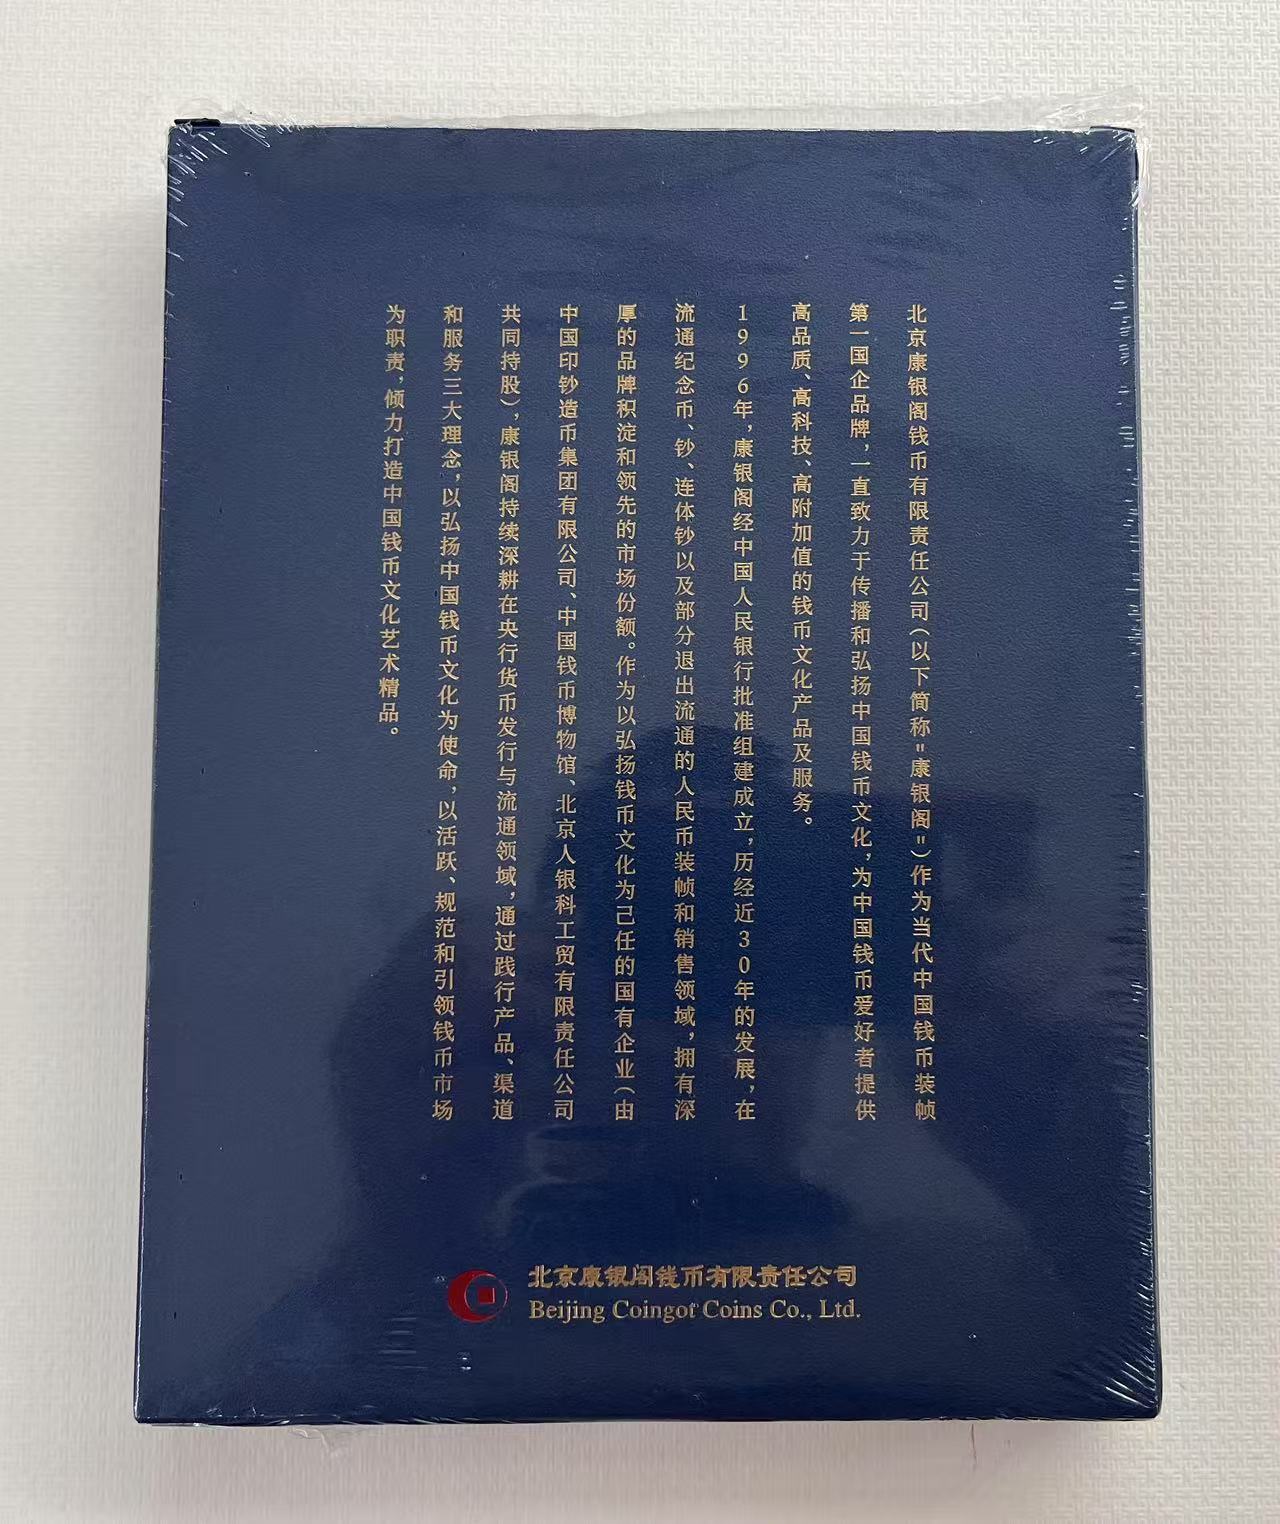 北京康银阁钱币有限责任公司（以下简称"康银阁"）作为当代中国钱币装帧
第一国企品牌，一直致力于传播和弘扬中国钱币文化，为中国钱币爱好者提供
高品质、高科技、高附加值的钱币文化产品及服务。
1996年，康银阁经中国人民银行批准组建成立，历经近30年的发展，在
流通纪念币、钞、连体钞以及部分退出流通的人民币装帧和销售领域，拥有深
厚的品牌积淀和领先的市场份额。作为以弘扬钱币文化为己任的国有企业（由
中国印钞造币集团有限公司、中国钱币博物馆、北京人银科工贸有限责任公司
共同持股），康银阁持续深耕在央行货币发行与流通领域，通过践行产品、渠道
和服务三大理念，以弘扬中国钱币文化为使命，以活跃、规范和引领钱币市场
为职责，倾力打造中国钱币文化艺术精品。
北京康银阁钱币有限责任公司
Beijing Coingot Coins Co., Ltd.